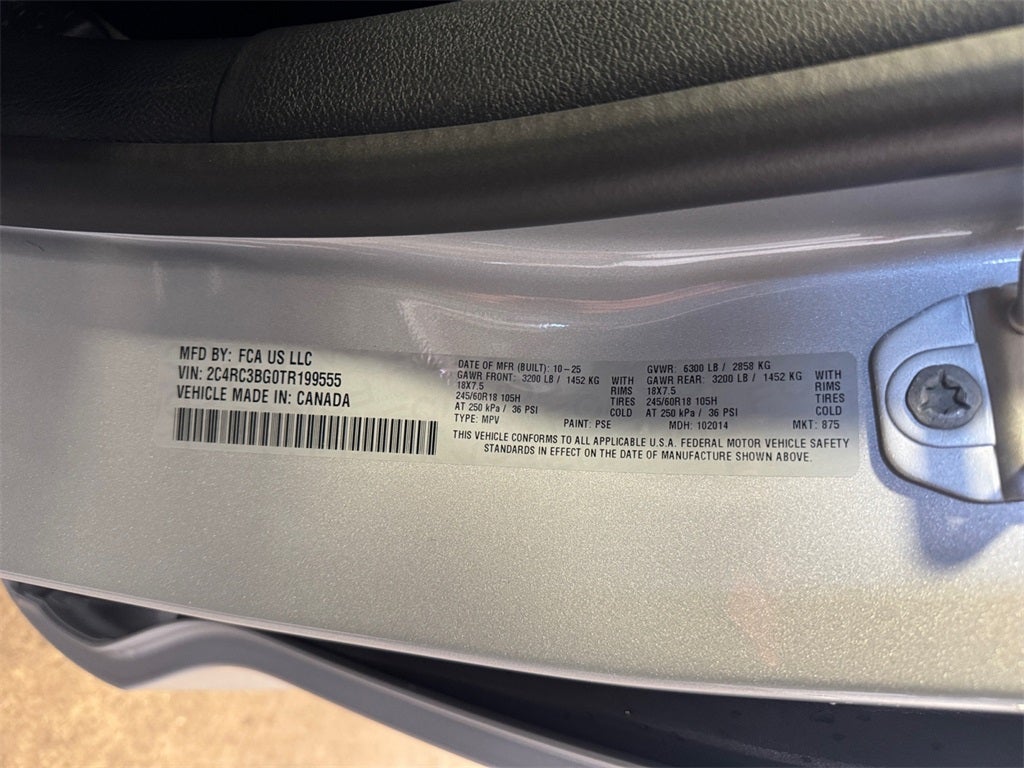 MFD BY: FCA US LLC
VIN: 2C4RC3BG0TR199555
VEHICLE MADE IN: CANADA
DATE OF MFR (BUILT): 10-25 GVWR: 6300 LB / 2858 KG
GAWR FRONT: 3200 LB / 1452 KG WITH GAWR REAR: 3200 LB / 1452 KG WITH
18X7.5 RIMS 18X7.5 RIMS
245/60R18 105H TIRES 245/60R18 105H TIRES
AT 250 kPa / 36 PSI COLD AT 250 kPa / 36 PSI COLD
TYPE: MPV PAINT: PSE MDH: 102014 MKT: 875
THIS VEHICLE CONFORMS TO ALL APPLICABLE U.S.A. FEDERAL MOTOR VEHICLE SAFETY
STANDARDS IN EFFECT ON THE DATE OF MANUFACTURE SHOWN ABOVE.